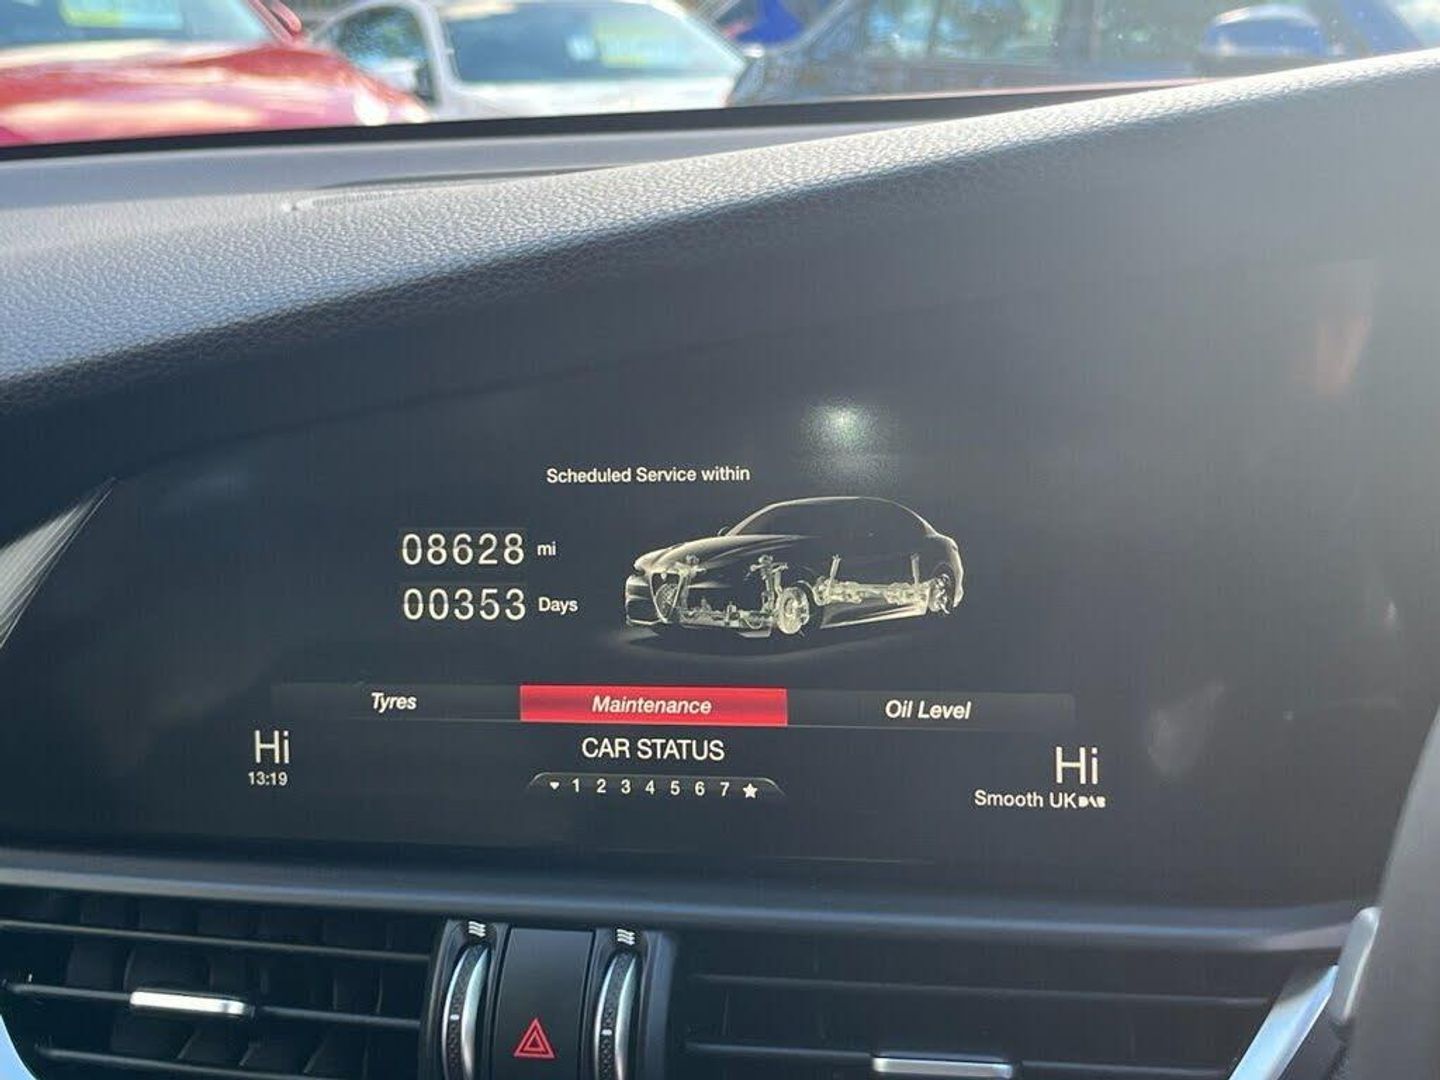 Scheduled Service within
08628 mi
00353 Days
Tyres Maintenance Oil Level
Hi CAR STATUS Hi
13:19 1 2 3 4 5 6 7 Smooth UK DAB